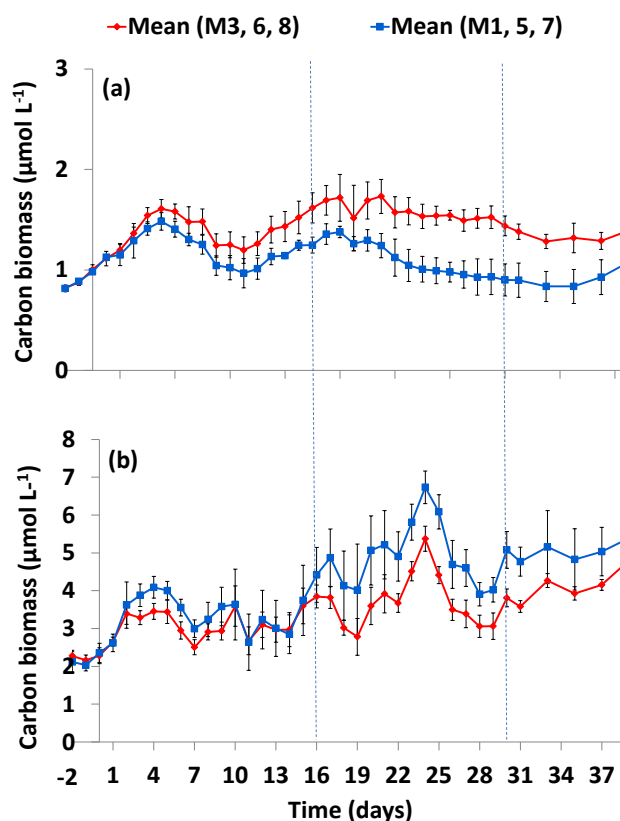 Mean (M3, 6, 8) Mean (M1, 5, 7)
(a)
Carbon biomass (µmol L⁻¹)
3
2
1
0
(b)
Carbon biomass (µmol L⁻¹)
8
7
6
5
4
3
2
1
0
-2 1 4 7 10 13 16 19 22 25 28 31 34 37
Time (days)